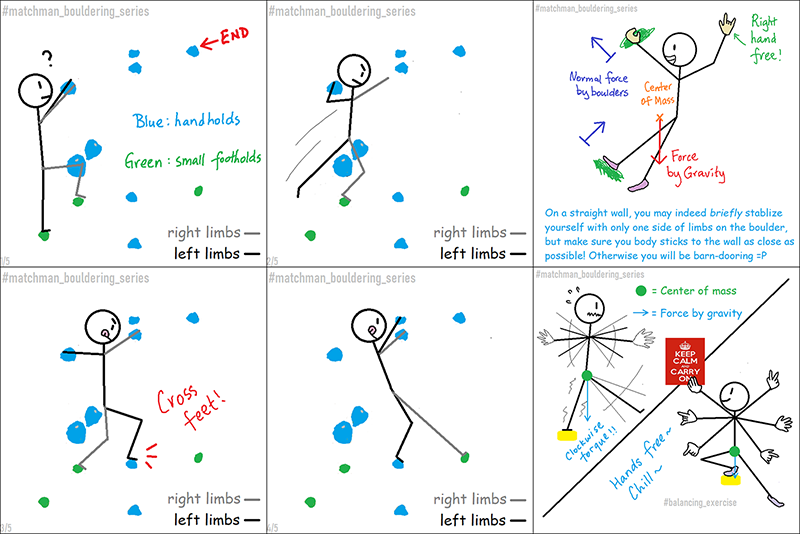 #matchman_bouldering_series
END
?
Blue: handholds
Green: small footholds
right limbs
left limbs
1/5
#matchman_bouldering_series
right limbs
left limbs
2/5
#matchman_bouldering_series
Right
hand
free!
Normal force
by boulders
Center
of Mass
Force
by Gravity
On a straight wall, you may indeed briefly stablize
yourself with only one side of limbs on the boulder,
but make sure you body sticks to the wall as close as
possible! Otherwise you will be barn-dooring =P
#matchman_bouldering_series
Cross
feet!
right limbs
left limbs
3/5
#matchman_bouldering_series
right limbs
left limbs
4/5
#matchman_bouldering_series
= Center of mass
= Force by gravity
KEEP
CALM
AND
CARRY
ON
Clockwise
torque!!
Hands free~
Chill~
#balancing_exercise